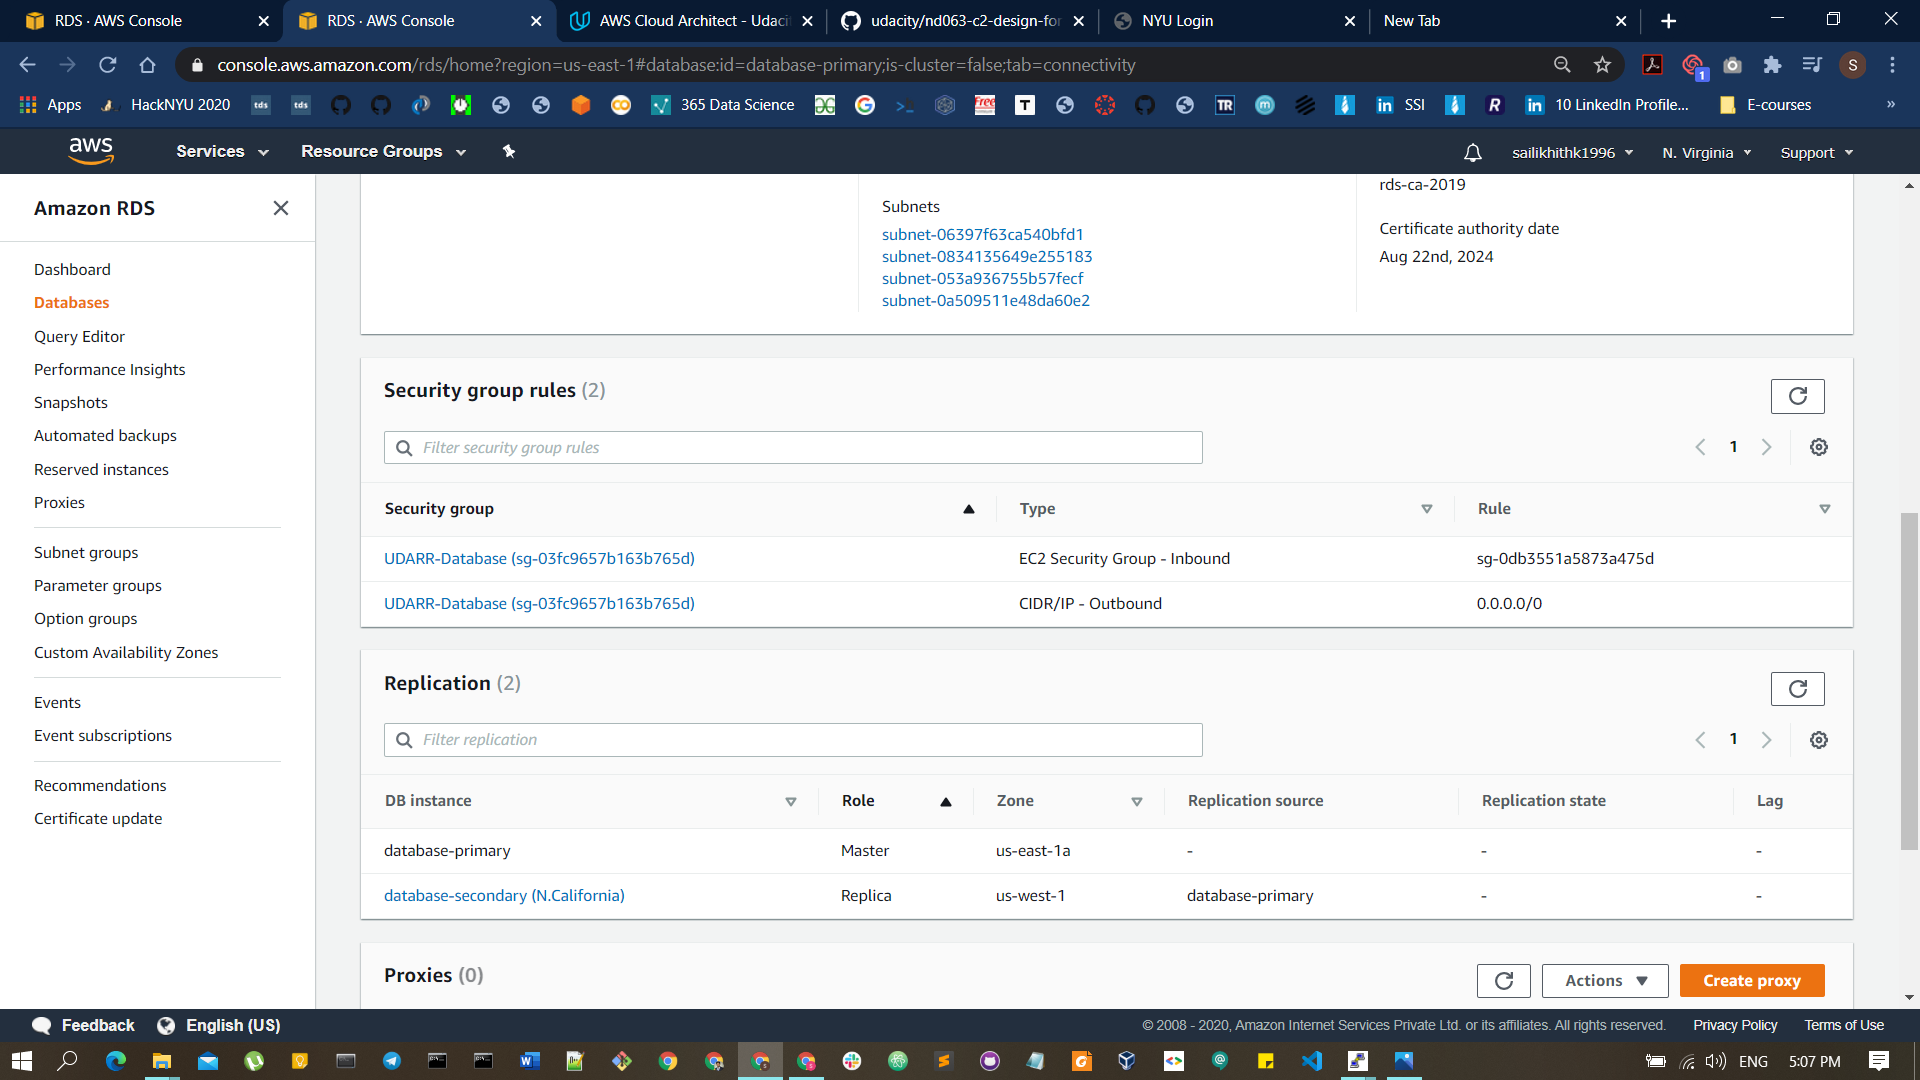 RDS · AWS Console
RDS · AWS Console
AWS Cloud Architect - Udaci
udacity/nd063-c2-design-for
NYU Login
New Tab
console.aws.amazon.com/rds/home?region=us-east-1#database:id=database-primary;is-cluster=false;tab=connectivity
1
S
Apps
HackNYU 2020
tds
tds
365 Data Science
G
Free
T
TR
m
in SSI
R
in 10 LinkedIn Profile...
E-courses
»
aws
Services
Resource Groups
sailikhithk1996
N. Virginia
Support
Amazon RDS
Dashboard
Databases
Query Editor
Performance Insights
Snapshots
Automated backups
Reserved instances
Proxies
Subnet groups
Parameter groups
Option groups
Custom Availability Zones
Events
Event subscriptions
Recommendations
Certificate update
Subnets
subnet-06397f63ca540bfd1
subnet-0834135649e255183
subnet-053a936755b57fecf
subnet-0a509511e48da60e2
rds-ca-2019
Certificate authority date
Aug 22nd, 2024
Security group rules (2)
Filter security group rules
1
Security group Type Rule
UDARR-Database (sg-03fc9657b163b765d) EC2 Security Group - Inbound sg-0db3551a5873a475d
UDARR-Database (sg-03fc9657b163b765d) CIDR/IP - Outbound 0.0.0.0/0
Replication (2)
Filter replication
1
DB instance Role Zone Replication source Replication state Lag
database-primary Master us-east-1a - - -
database-secondary (N.California) Replica us-west-1 database-primary - -
Proxies (0)
Actions
Create proxy
Feedback
English (US)
© 2008 - 2020, Amazon Internet Services Private Ltd. or its affiliates. All rights reserved.
Privacy Policy
Terms of Use
ENG
5:07 PM